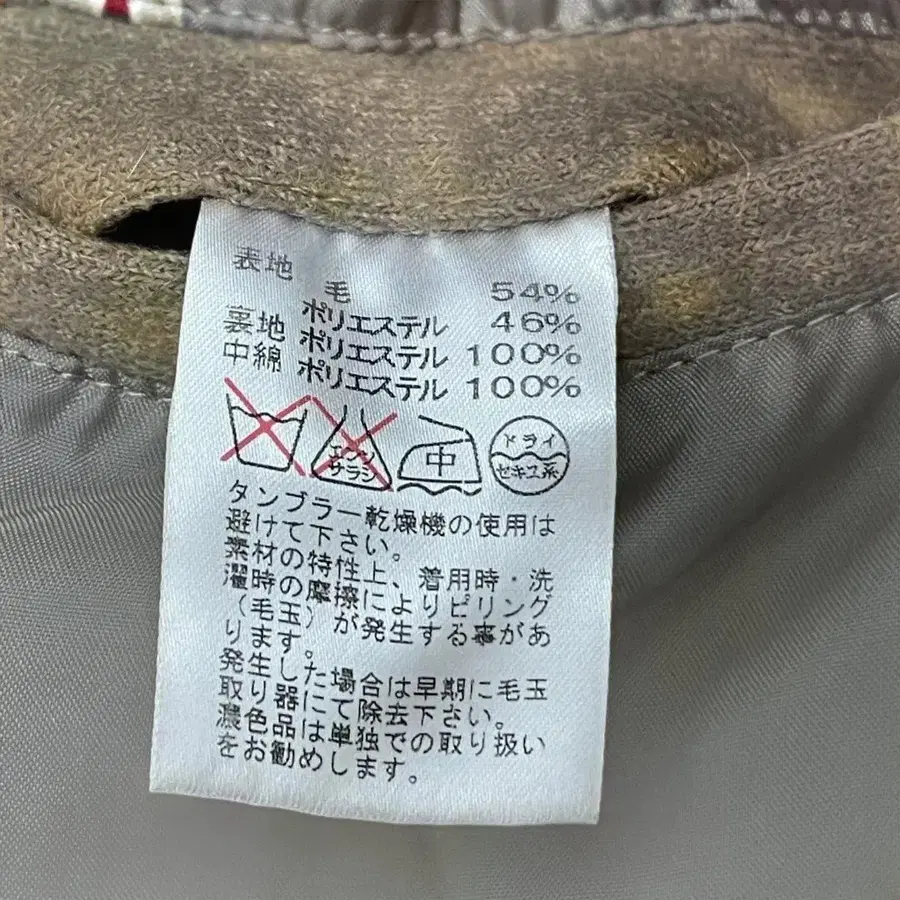 表地
毛 54%
ポリエステル 46%
裏地 ポリエステル 100%
中綿 ポリエステル 100%
エンソ
サラシ
中
ドライ
セキユ系
タンブラー乾燥機の使用は
避けて下さい。
素材の特性上、着用時・洗
濯時の摩擦によりピリング
(毛玉)が発生する事があ
ります。
発生した場合は早期に毛玉
取り器にて除去下さい。
濃色品は単独での取り扱い
をお勧めします。